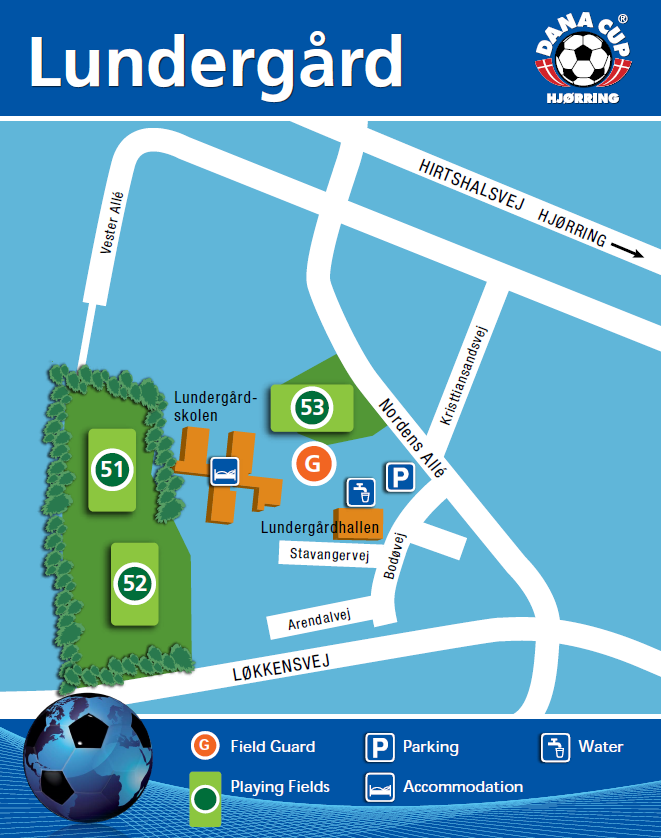 Lundergård
DANA CUP ®
HJØRRING
HIRTSHALSVEJ HJØRRING
Vester Allé
Kristtiansandsvej
Lundergård-
skolen
53
Nordens Allé
51
G
P
Lundergårdhallen
Stavangervej
Bodøvej
52
Arendalvej
LØKKENSVEJ
G Field Guard
P Parking
Water
Playing Fields
Accommodation